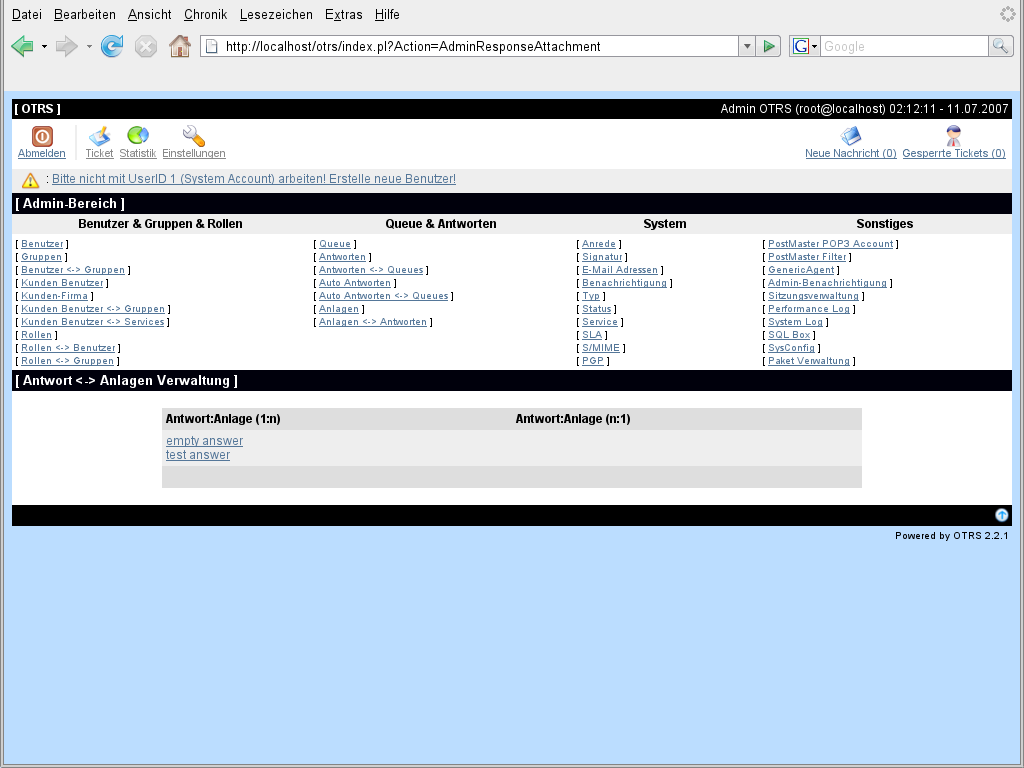 Datei Bearbeiten Ansicht Chronik Lesezeichen Extras Hilfe
http://localhost/otrs/index.pl?Action=AdminResponseAttachment
G Google
[ OTRS ] Admin OTRS (root@localhost) 02:12:11 - 11.07.2007
Abmelden Ticket Statistik Einstellungen Neue Nachricht (0) Gesperrte Tickets (0)
: Bitte nicht mit UserID 1 (System Account) arbeiten! Erstelle neue Benutzer!
[ Admin-Bereich ]
Benutzer & Gruppen & Rollen Queue & Antworten System Sonstiges
[ Benutzer ] [ Queue ] [ Anrede ] [ PostMaster POP3 Account ]
[ Gruppen ] [ Antworten ] [ Signatur ] [ PostMaster Filter ]
[ Benutzer <-> Gruppen ] [ Antworten <-> Queues ] [ E-Mail Adressen ] [ GenericAgent ]
[ Kunden Benutzer ] [ Auto Antworten ] [ Benachrichtigung ] [ Admin-Benachrichtigung ]
[ Kunden-Firma ] [ Auto Antworten <-> Queues ] [ Typ ] [ Sitzungsverwaltung ]
[ Kunden Benutzer <-> Gruppen ] [ Anlagen ] [ Status ] [ Performance Log ]
[ Kunden Benutzer <-> Services ] [ Anlagen <-> Antworten ] [ Service ] [ System Log ]
[ Rollen ] [ SLA ] [ SQL Box ]
[ Rollen <-> Benutzer ] [ S/MIME ] [ SysConfig ]
[ Rollen <-> Gruppen ] [ PGP ] [ Paket Verwaltung ]
[ Antwort <-> Anlagen Verwaltung ]
Antwort:Anlage (1:n) Antwort:Anlage (n:1)
empty answer
test answer
Powered by OTRS 2.2.1